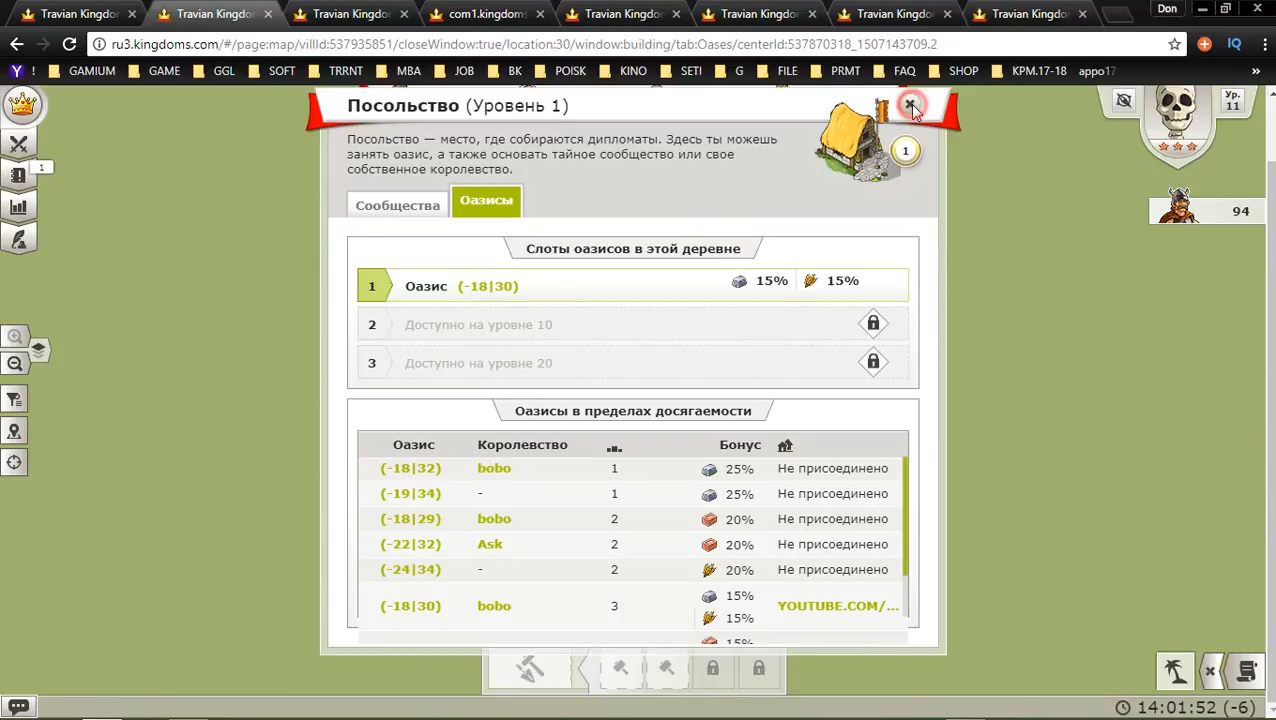 Travian Kingdo
Travian Kingdo
Travian Kingdo
com1.kingdoms
Travian Kingdo
Travian Kingdo
Travian Kingdo
Travian Kingdo
Don
ru3.kingdoms.com/#/page:map/villId:537935851/closeWindow:true/location:30/window:building/tab:Oases/centerId:537870318_1507143709.2
IQ
Y ! GAMIUM GAME GGL SOFT TRRNT MBA JOB BK POISK KINO SETI G FILE PRMT FAQ SHOP KPM.17-18 appo17 »
Посольство (Уровень 1)
Ур.
11
Посольство — место, где собираются дипломаты. Здесь ты можешь
занять оазис, а также основать тайное сообщество или свое
собственное королевство.
1
1
Сообщества
Оазисы
94
Слоты оазисов в этой деревне
1 Оазис (-18|30) 15% 15%
2 Доступно на уровне 10
3 Доступно на уровне 20
Оазисы в пределах досягаемости
Оазис Королевство Бонус
(-18|32) bobo 1 25% Не присоединено
(-19|34) - 1 25% Не присоединено
(-18|29) bobo 2 20% Не присоединено
(-22|32) Ask 2 20% Не присоединено
(-24|34) - 2 20% Не присоединено
(-18|30) bobo 3 15% 15% YOUTUBE.COM/...
15%
14:01:52 (-6)